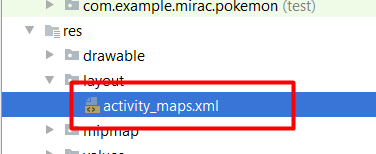 com.example.mirac.pokemon (test)
res
drawable
layout
activity_maps.xml
mipmap
values